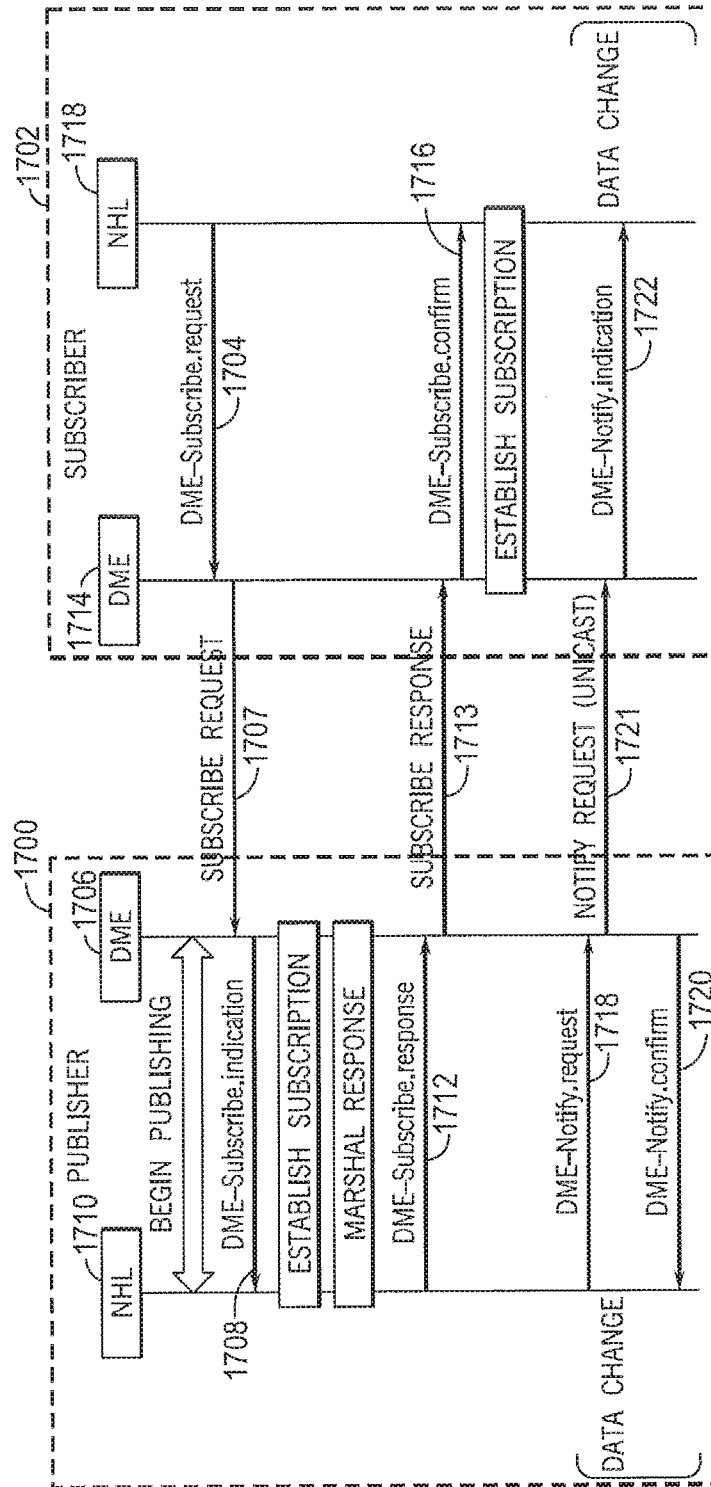 1700
1710
PUBLISHER
1706
NHL
DME
BEGIN PUBLISHING
DME–Subscribe.indication
1708
ESTABLISH SUBSCRIPTION
MARSHAL RESPONSE
DME–Subscribe.response
1712
DME–Notify.request
1718
DME–Notify.confirm
1720
DATA CHANGE
SUBSCRIBE REQUEST
1707
SUBSCRIBE RESPONSE
1713
NOTIFY REQUEST (UNICAST)
1721
1702
SUBSCRIBER
1714
DME
1718
NHL
DME–Subscribe.request
1704
DME–Subscribe.confirm
1716
ESTABLISH SUBSCRIPTION
DME–Notify.indication
1722
DATA CHANGE